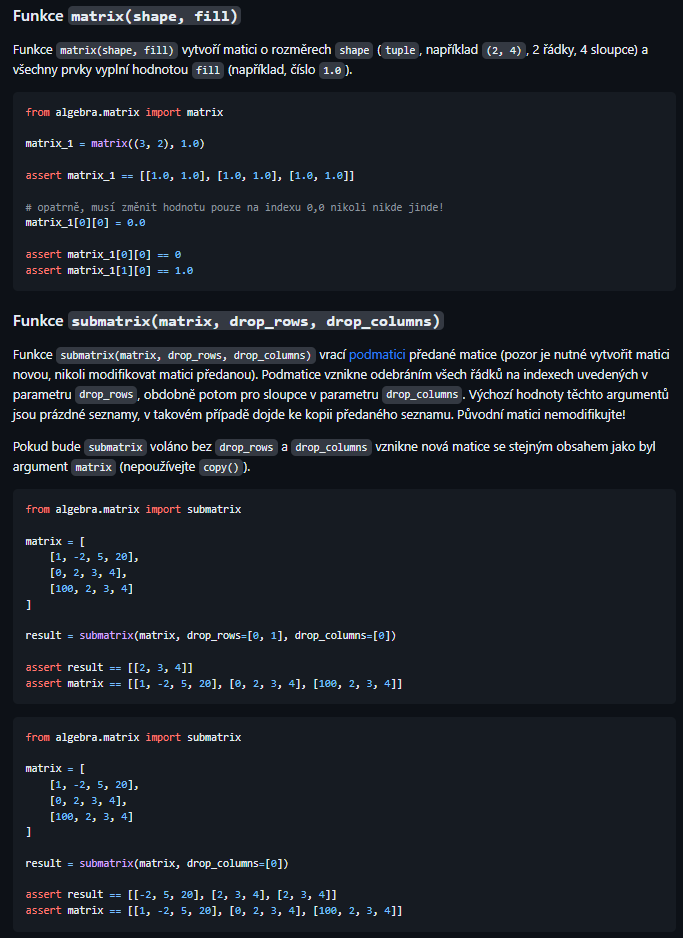 Funkce matrix(shape, fill)
Funkce matrix(shape, fill) vytvoří matici o rozměrech shape ( tuple , například (2, 4) , 2 řádky, 4 sloupce) a
všechny prvky vyplní hodnotou fill (například, číslo 1.0 ).
from algebra.matrix import matrix
matrix_1 = matrix((3, 2), 1.0)
assert matrix_1 == [[1.0, 1.0], [1.0, 1.0], [1.0, 1.0]]
# opatrně, musí změnit hodnotu pouze na indexu 0,0 nikoli nikde jinde!
matrix_1[0][0] = 0.0
assert matrix_1[0][0] == 0
assert matrix_1[1][0] == 1.0
Funkce submatrix(matrix, drop_rows, drop_columns)
Funkce submatrix(matrix, drop_rows, drop_columns) vrací podmatici předané matice (pozor je nutné vytvořit matici
novou, nikoli modifikovat matici předanou). Podmatice vznikne odebráním všech řádků na indexech uvedených v
parametru drop_rows , obdobně potom pro sloupce v parametru drop_columns . Výchozí hodnoty těchto argumentů
jsou prázdné seznamy, v takovém případě dojde ke kopii předaného seznamu. Původní matici nemodifikujte!
Pokud bude submatrix voláno bez drop_rows a drop_columns vznikne nová matice se stejným obsahem jako byl
argument matrix (nepoužívejte copy() ).
from algebra.matrix import submatrix
matrix = [
[1, -2, 5, 20],
[0, 2, 3, 4],
[100, 2, 3, 4]
]
result = submatrix(matrix, drop_rows=[0, 1], drop_columns=[0])
assert result == [[2, 3, 4]]
assert matrix == [[1, -2, 5, 20], [0, 2, 3, 4], [100, 2, 3, 4]]
from algebra.matrix import submatrix
matrix = [
[1, -2, 5, 20],
[0, 2, 3, 4],
[100, 2, 3, 4]
]
result = submatrix(matrix, drop_columns=[0])
assert result == [[-2, 5, 20], [2, 3, 4], [2, 3, 4]]
assert matrix == [[1, -2, 5, 20], [0, 2, 3, 4], [100, 2, 3, 4]]